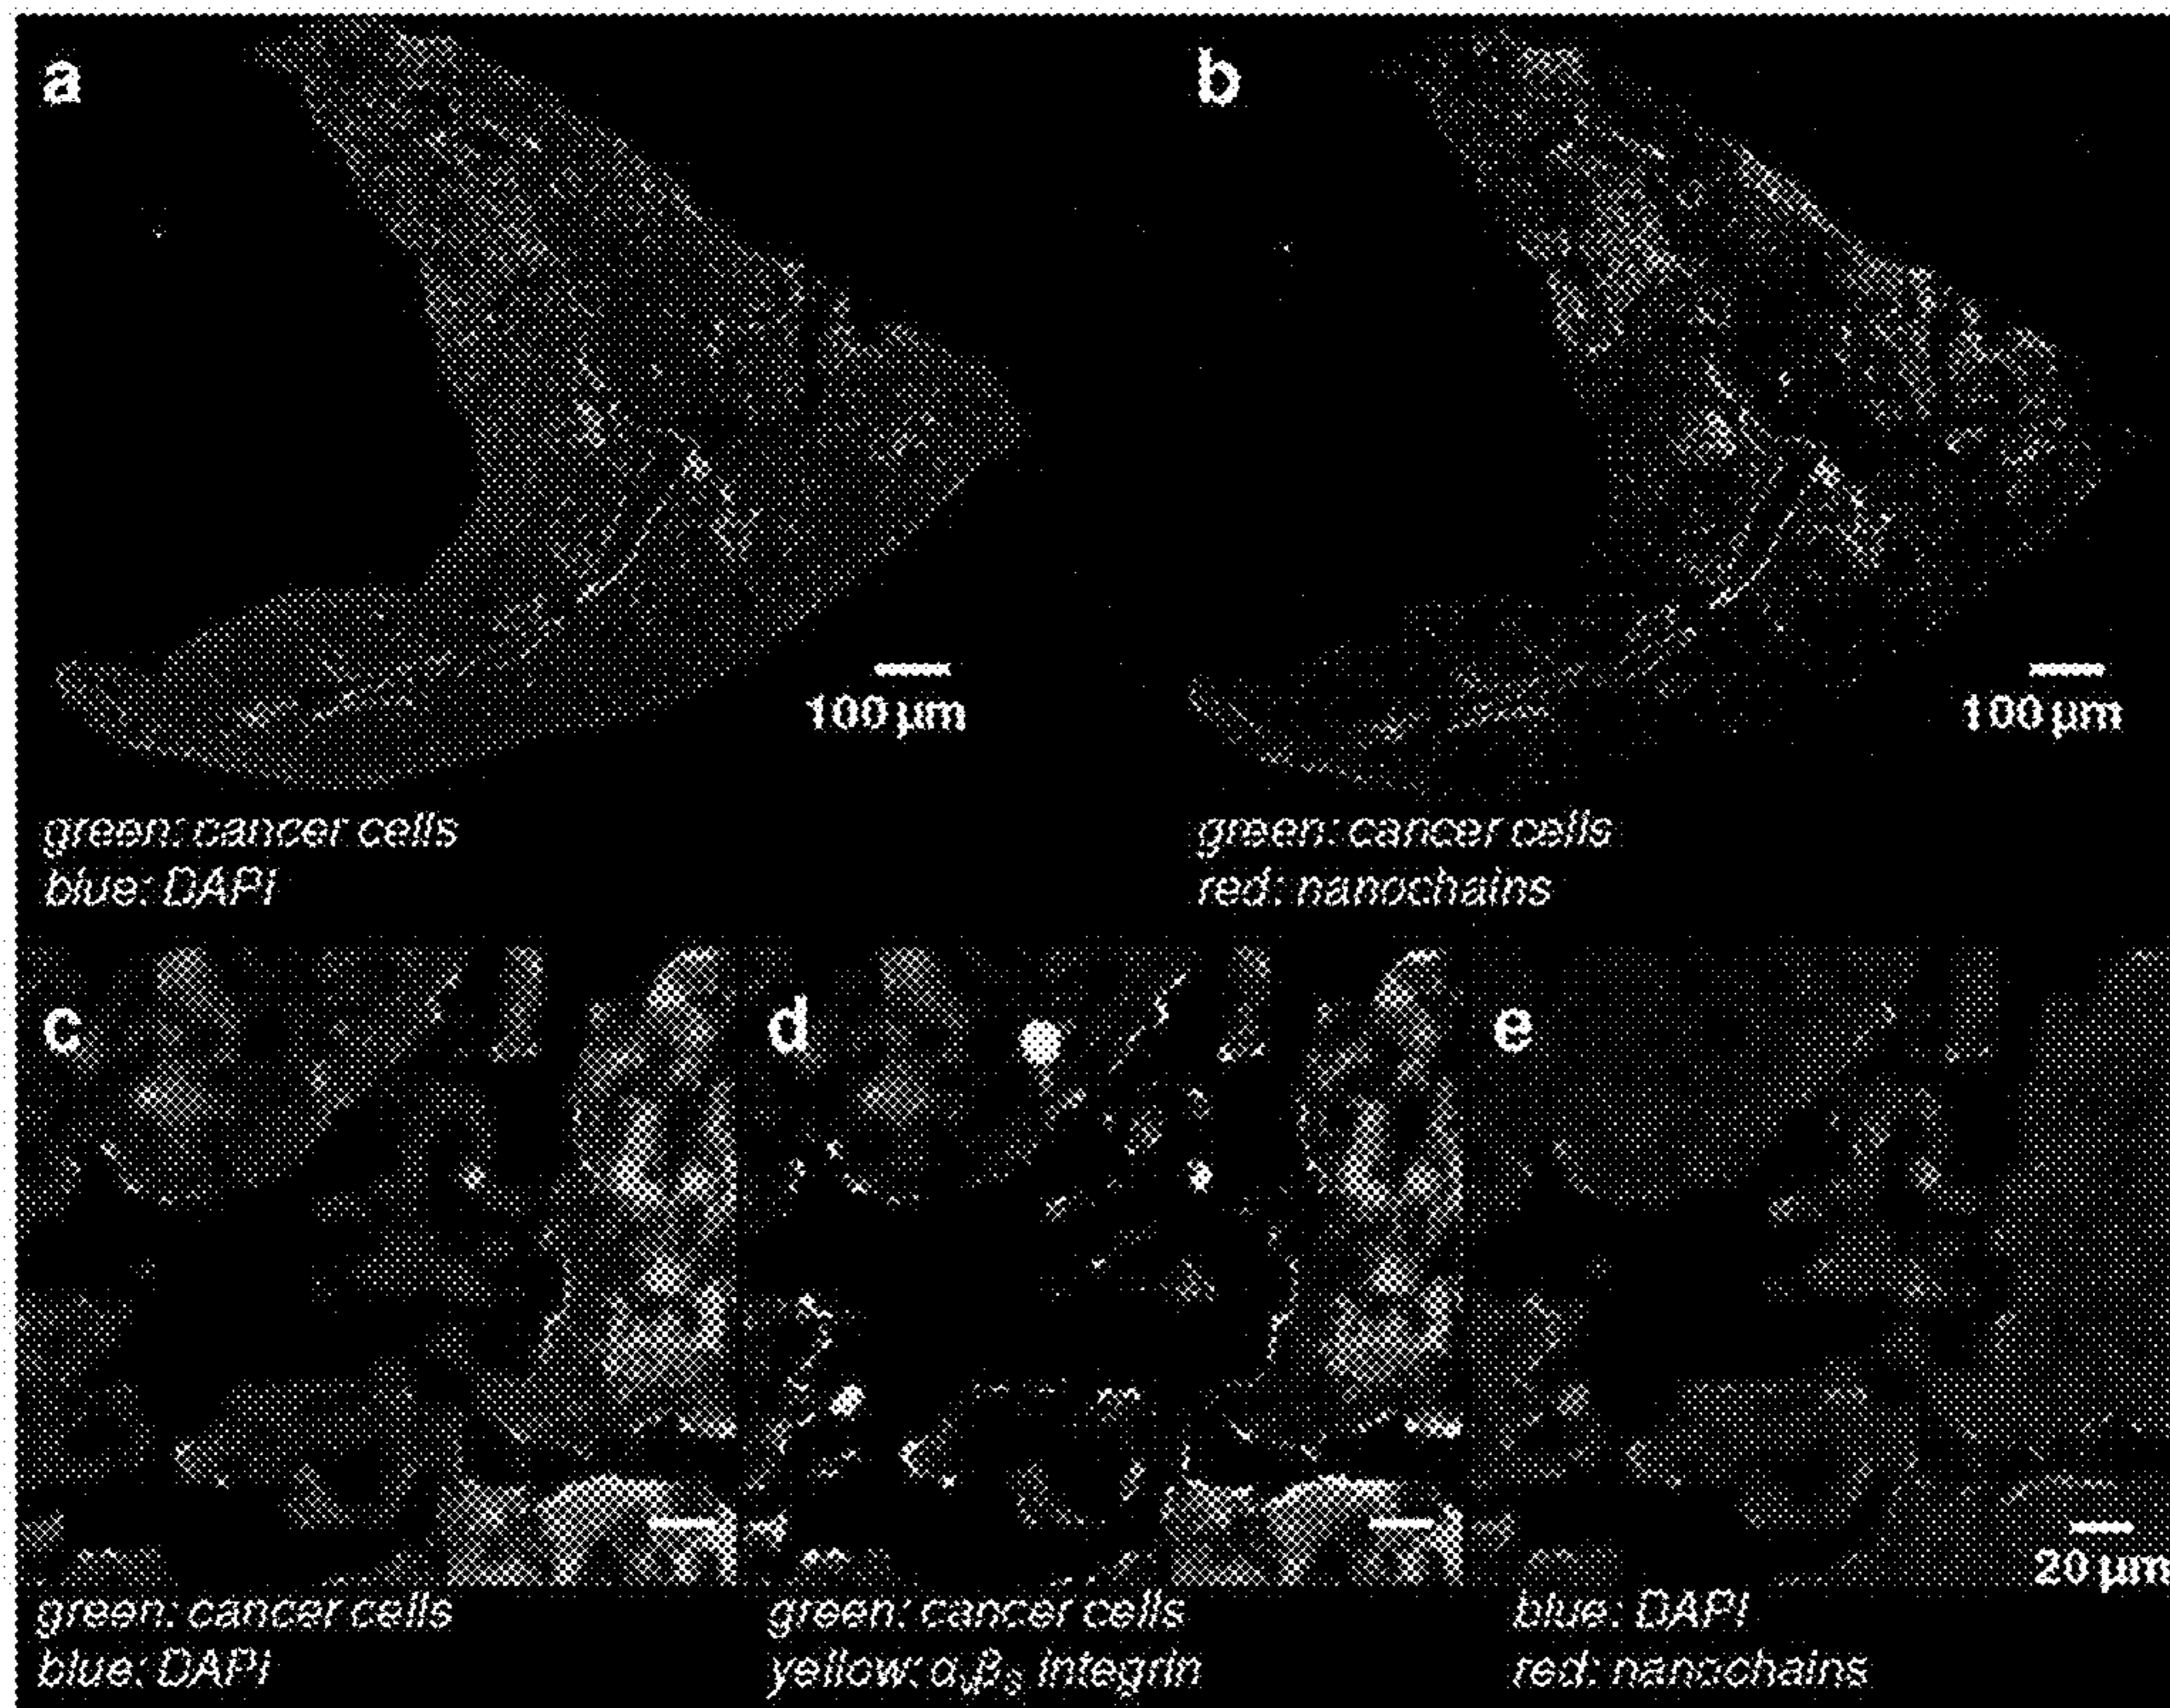 a
b
100 µm
100 µm
green: cancer cells
blue: DAPI
green: cancer cells
red: nanochains
c
d
e
20 µm
green: cancer cells
blue: DAPI
green: cancer cells
yellow: αᵥβ₃ integrin
blue: DAPI
red: nanochains